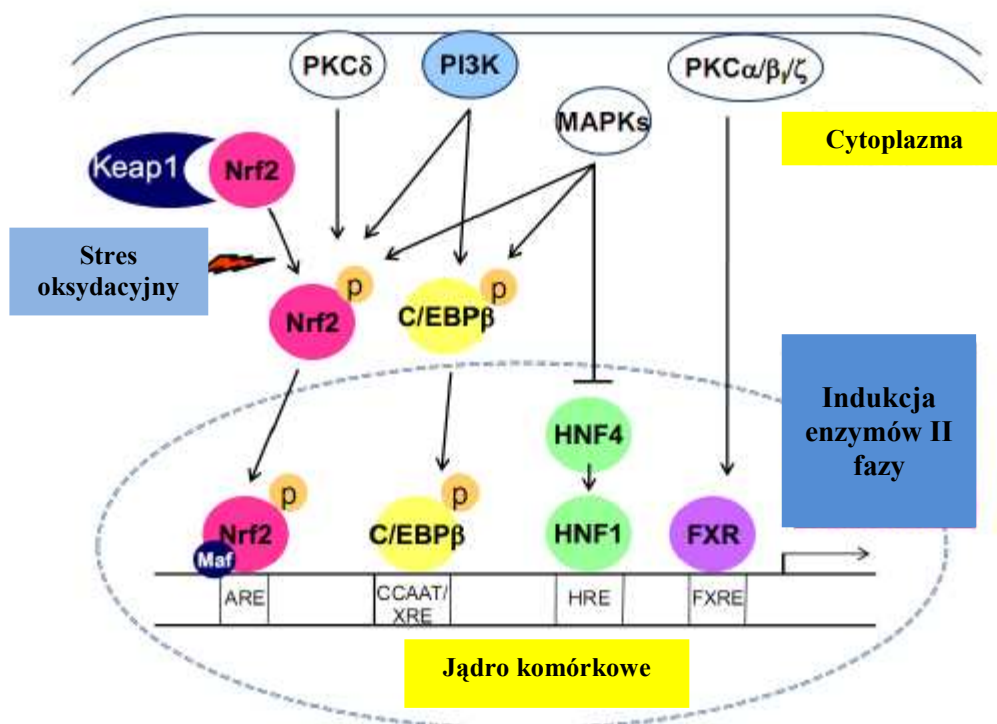 PKCδ
PI3K
PKCα/βI/ζ
MAPKs
Cytoplazma
Keap1
Nrf2
Stres
oksydacyjny
p
Nrf2
p
C/EBPβ
Indukcja
enzymów II
fazy
HNF4
p
Nrf2
Maf
p
C/EBPβ
HNF1
FXR
ARE
CCAAT/
XRE
HRE
FXRE
Jądro komórkowe